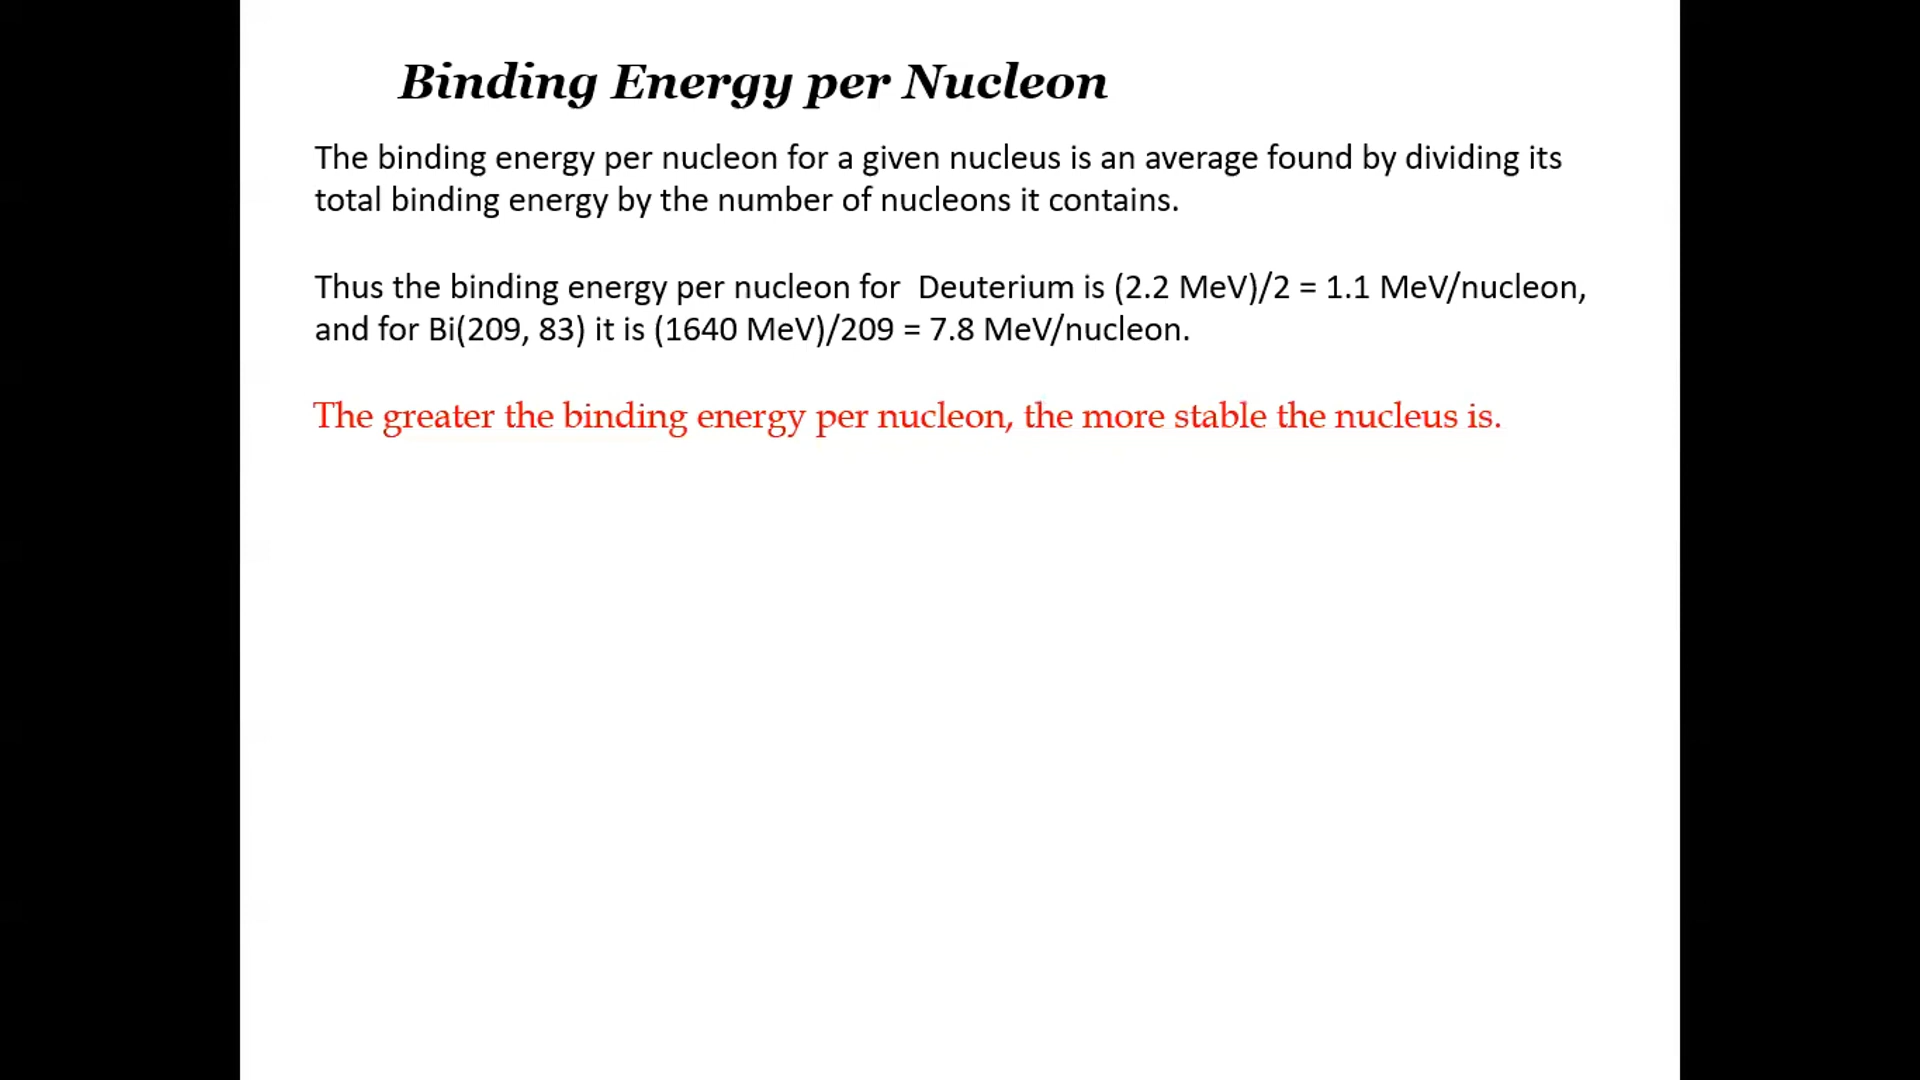 Binding Energy per Nucleon
The binding energy per nucleon for a given nucleus is an average found by dividing its
total binding energy by the number of nucleons it contains.
Thus the binding energy per nucleon for  Deuterium is (2.2 MeV)/2 = 1.1 MeV/nucleon,
and for Bi(209, 83) it is (1640 MeV)/209 = 7.8 MeV/nucleon.
The greater the binding energy per nucleon, the more stable the nucleus is.